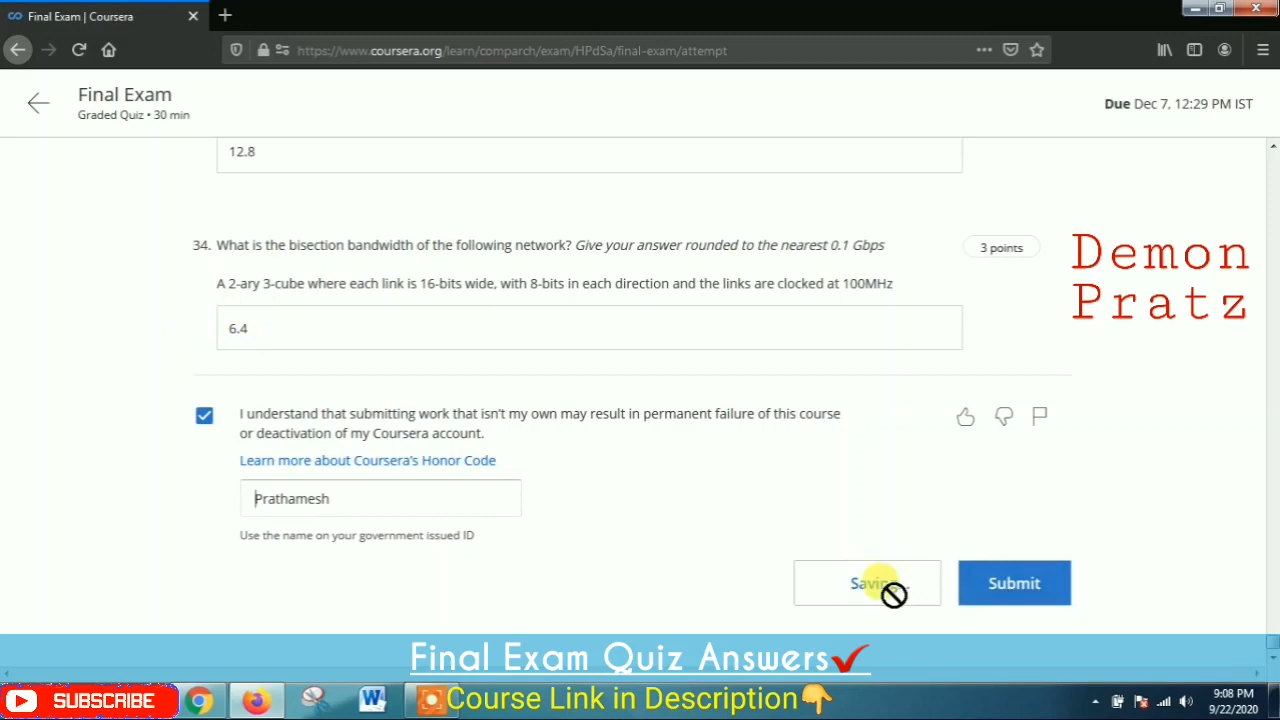 Final Exam | Coursera
https://www.coursera.org/learn/comparch/exam/HPdSa/final-exam/attempt
Final Exam
Graded Quiz • 30 min
Due Dec 7, 12:29 PM IST
12.8
34. What is the bisection bandwidth of the following network? Give your answer rounded to the nearest 0.1 Gbps
3 points
A 2-ary 3-cube where each link is 16-bits wide, with 8-bits in each direction and the links are clocked at 100MHz
6.4
Demon
Pratz
I understand that submitting work that isn't my own may result in permanent failure of this course
or deactivation of my Coursera account.
Learn more about Coursera's Honor Code
Prathamesh
Use the name on your government issued ID
Saving...
Submit
Final Exam Quiz Answers
SUBSCRIBE
Course Link in Description
9:08 PM
9/22/2020